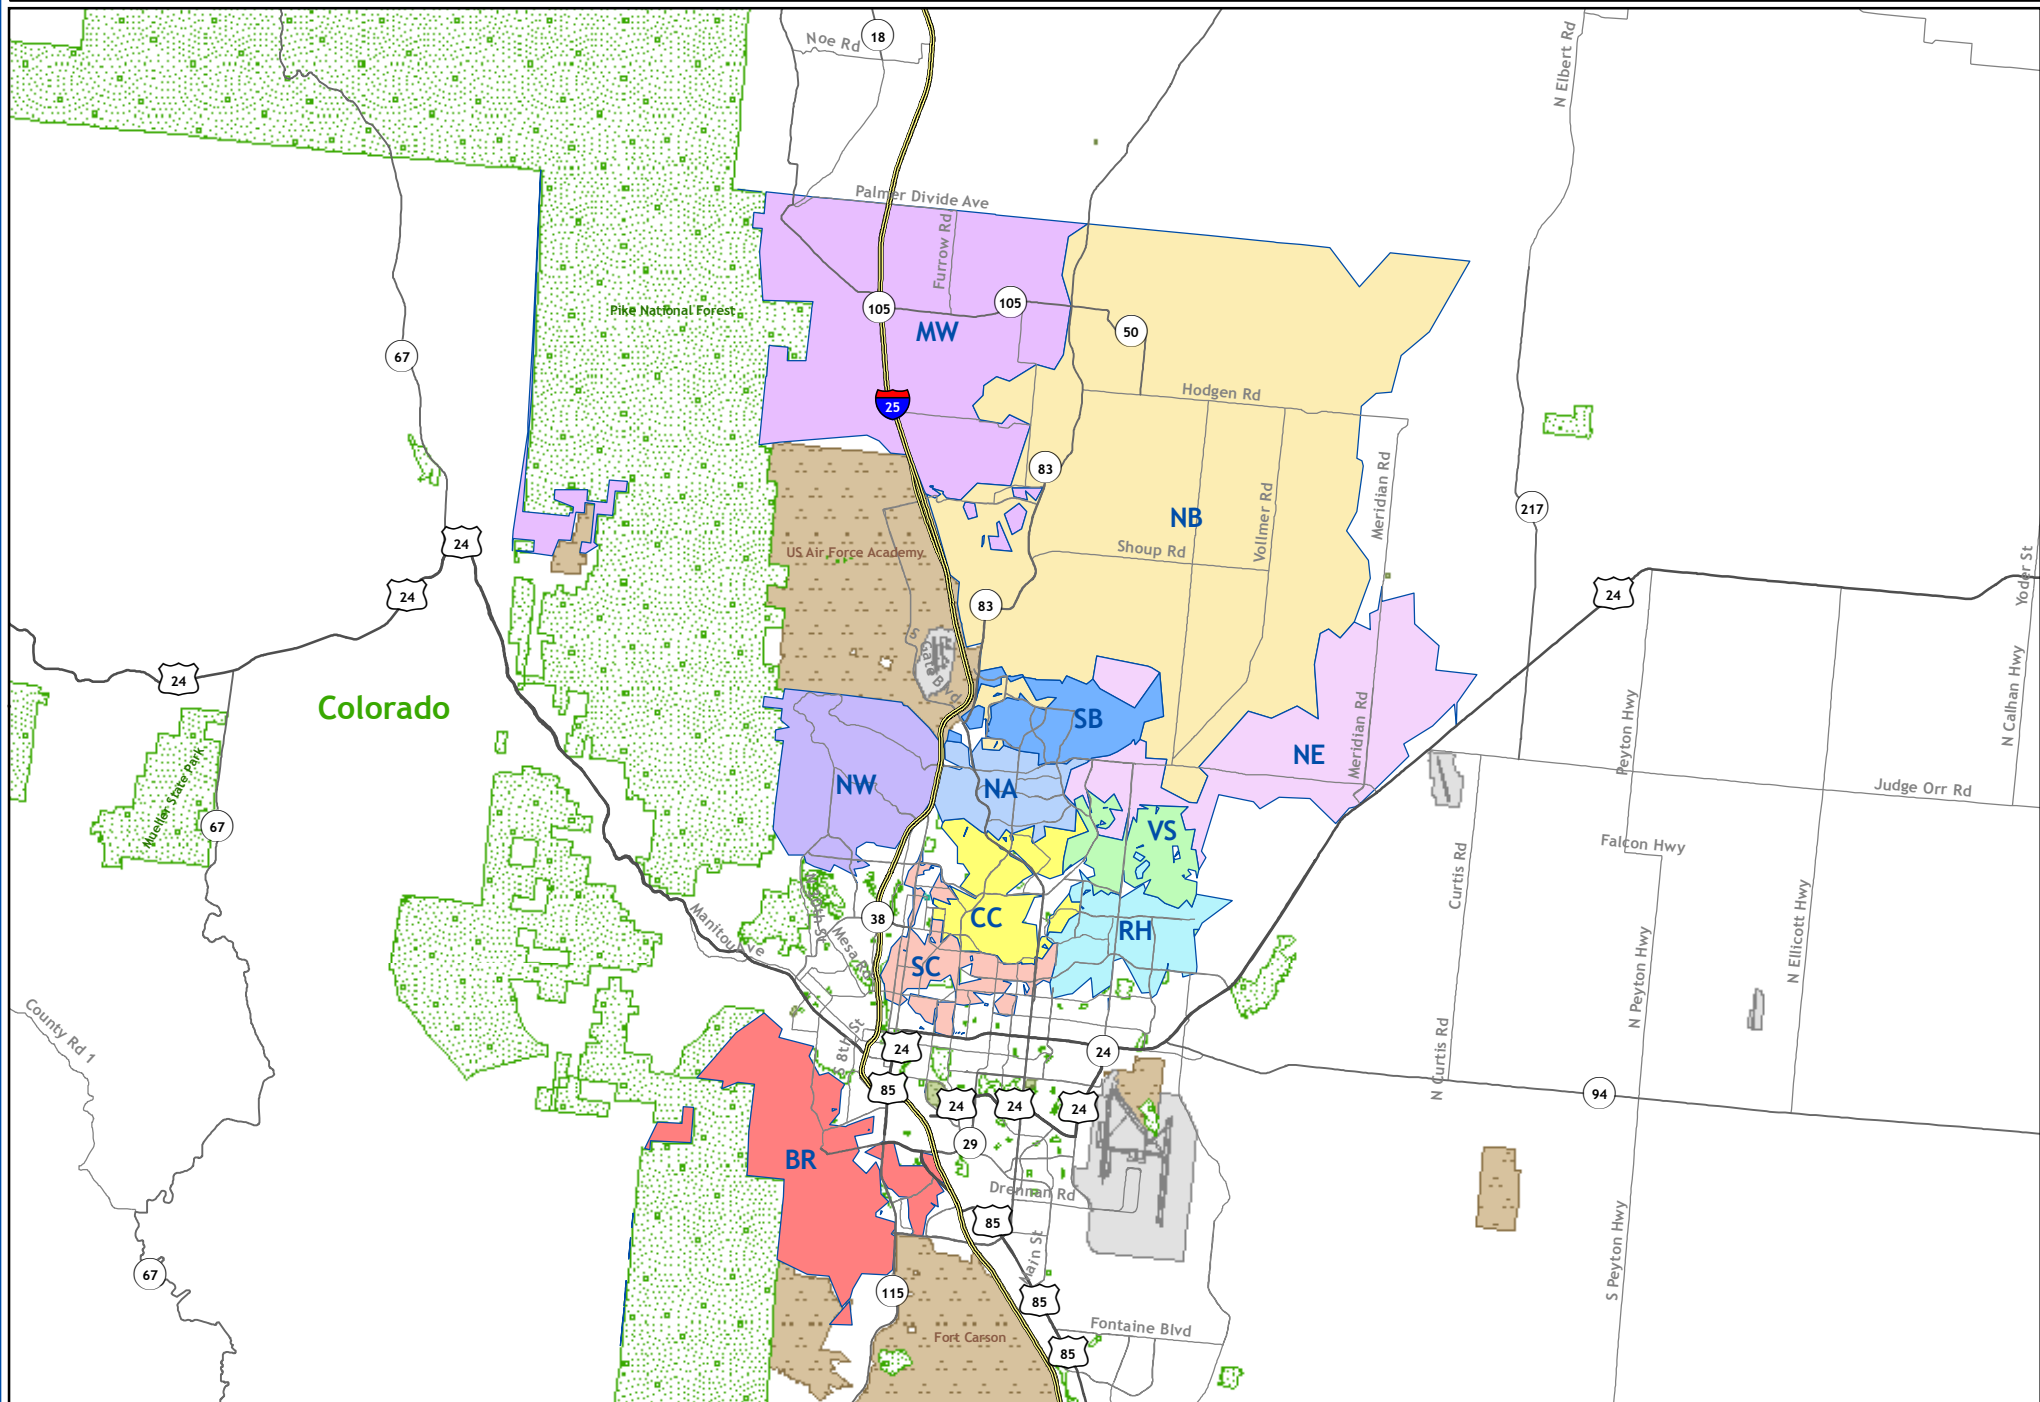 18
Noe Rd
N Elbert Rd
Palmer Divide Ave
Furrow Rd
105
105
MW
50
Pike National Forest
67
25
Hodgen Rd
83
Meridian Rd
217
NB
Vollmer Rd
24
US Air Force Academy
Shoup Rd
24
24
Yoder St
83
S Gate Blvd
24
Colorado
SB
NE
Meridian Rd
Peyton Hwy
N Calhan Hwy
NW
NA
Judge Orr Rd
Mueller State Park
67
VS
Falcon Hwy
Curtis Rd
38
CC
RH
Manitou Ave
Mesa Rd
SC
N Peyton Hwy
N Ellicott Hwy
County Rd 1
S 8th St
24
24
N Curtis Rd
85
24
24
24
94
29
BR
Drennan Rd
85
Main St
S Peyton Hwy
67
115
85
Fort Carson
Fontaine Blvd
85